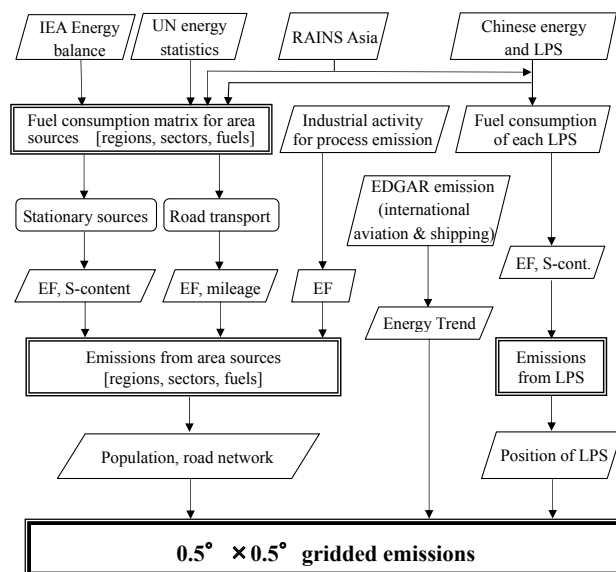 IEA Energy
balance
UN energy
statistics
RAINS Asia
Chinese energy
and LPS
Fuel consumption matrix for area
sources [regions, sectors, fuels]
Industrial activity
for process emission
Fuel consumption
of each LPS
Stationary sources
Road transport
EDGAR emission
(international
aviation & shipping)
EF, S-content
EF, mileage
EF
EF, S-cont.
Energy Trend
Emissions from area sources
[regions, sectors, fuels]
Emissions
from LPS
Population, road network
Position of LPS
0.5° ×0.5° gridded emissions